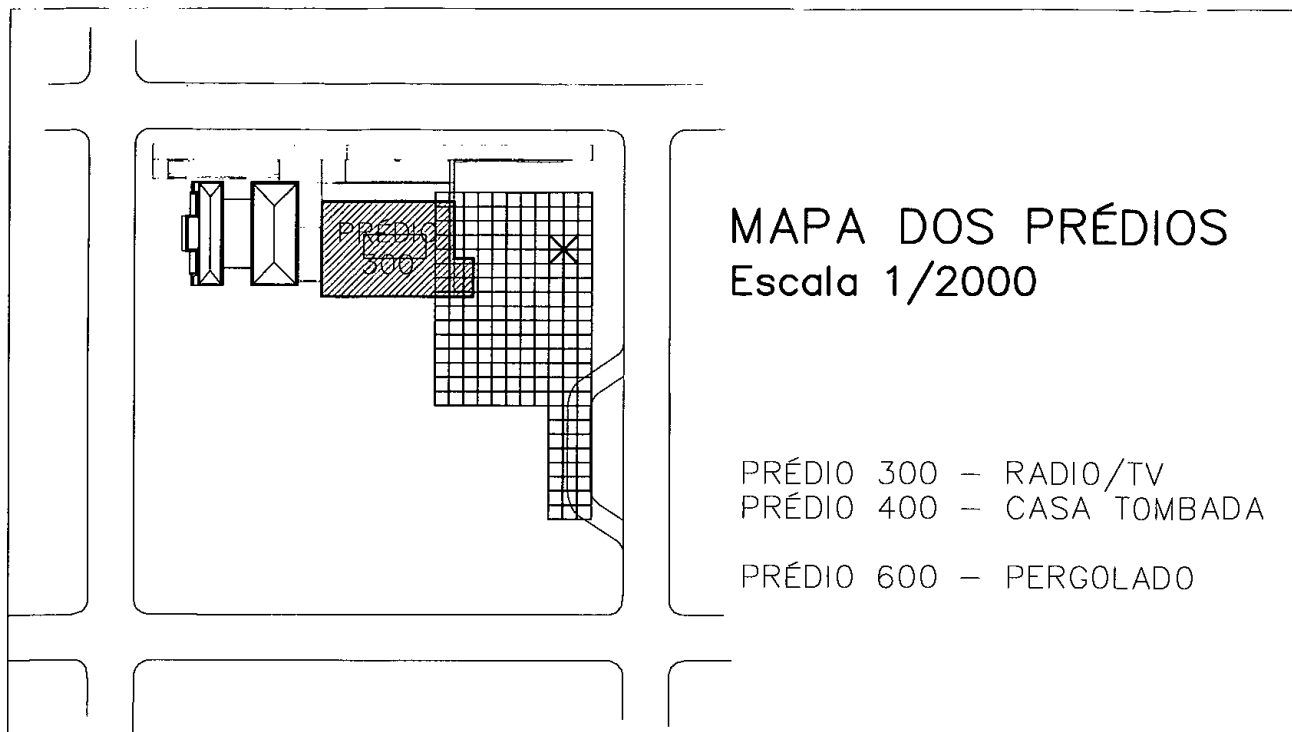 PRÉDIO
300
MAPA DOS PRÉDIOS
Escala 1/2000
PRÉDIO 300 – RADIO/TV
PRÉDIO 400 – CASA TOMBADA
PRÉDIO 600 – PERGOLADO